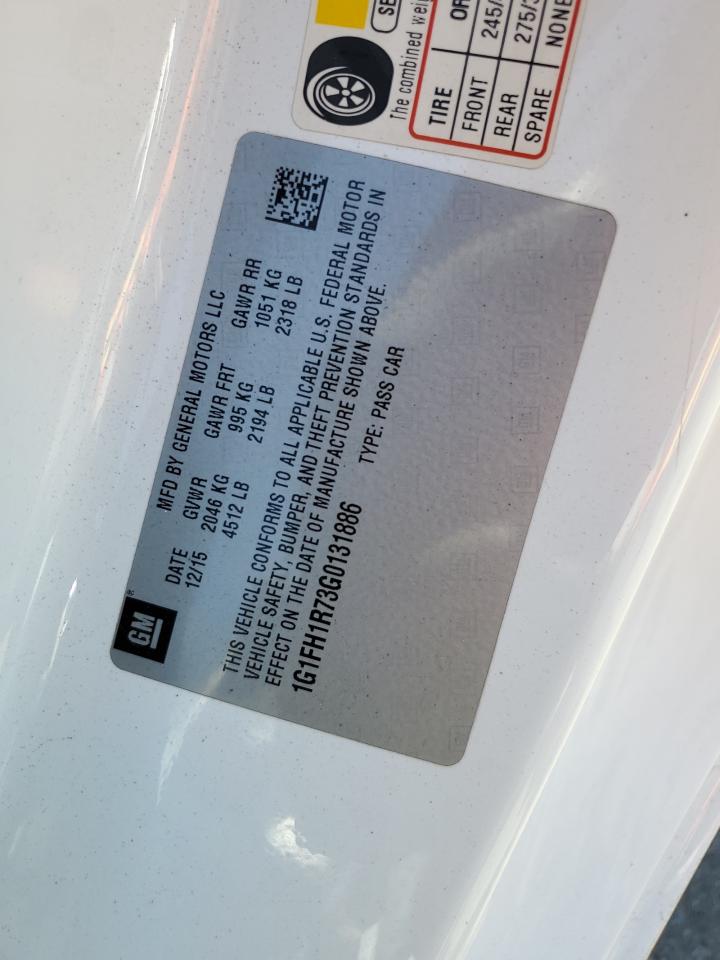 The combined
TIRE
FRONT 245/
REAR 275/3
SPARE NONE
GM
MFD BY GENERAL MOTORS LLC
DATE GVWR GAWR FRT GAWR RR
12/15 2046 KG 995 KG 1051 KG
4512 LB 2194 LB 2318 LB
THIS VEHICLE CONFORMS TO ALL APPLICABLE U.S. FEDERAL MOTOR
VEHICLE SAFETY, BUMPER, AND THEFT PREVENTION STANDARDS IN
EFFECT ON THE DATE OF MANUFACTURE SHOWN ABOVE.
1G1FH1R73G0131886 TYPE: PASS CAR